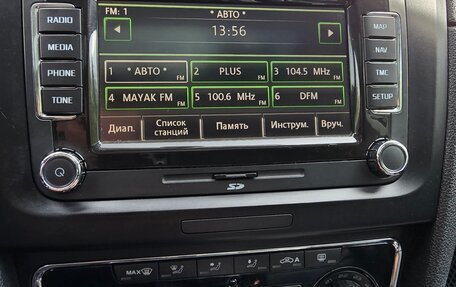 FM: 1 * АВТО *
13:56
RADIO
MEDIA
PHONE
TONE
MAP
NAV
TMC
SETUP
1 * АВТО * FM
2 PLUS FM
3 104.5 MHz FM
4 MAYAK FM FM
5 100.6 MHz FM
6 DFM FM
Диап.
Список станций
Память
Инструм.
Вруч.
SD
MAX
A